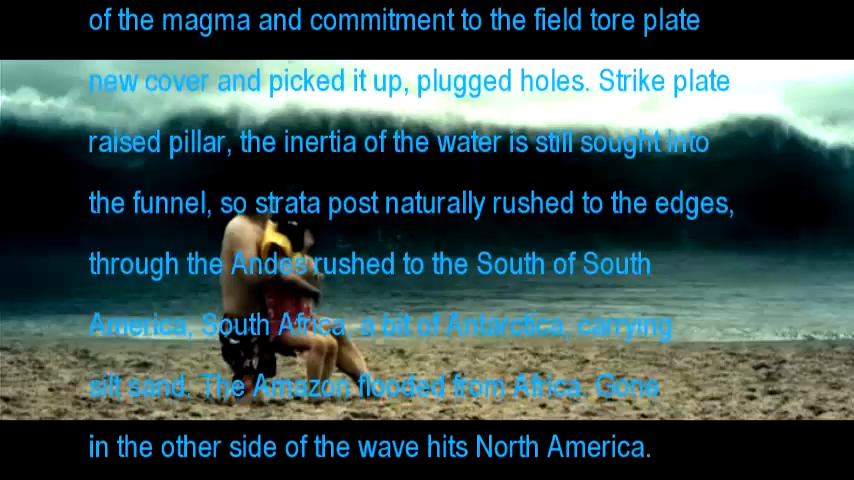 of the magma and commitment to the field tore plate
new cover and picked it up, plugged holes. Strike plate
raised pillar, the inertia of the water is still sought into
the funnel, so strata post naturally rushed to the edges,
through the Andes rushed to the South of South
America, South Africa, a bit of Antarctica, carrying
silt sand. The Amazon flooded from Africa. Gone
in the other side of the wave hits North America.